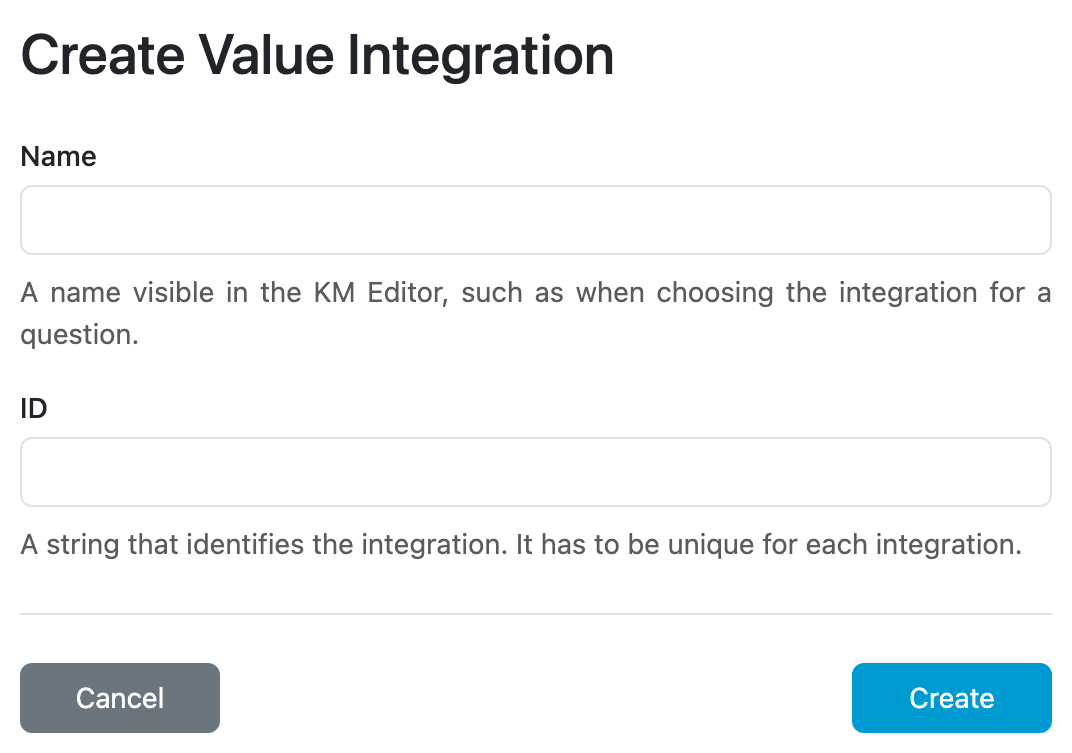 Create Value Integration
Name
A name visible in the KM Editor, such as when choosing the integration for a
question.
ID
A string that identifies the integration. It has to be unique for each integration.
Cancel
Create